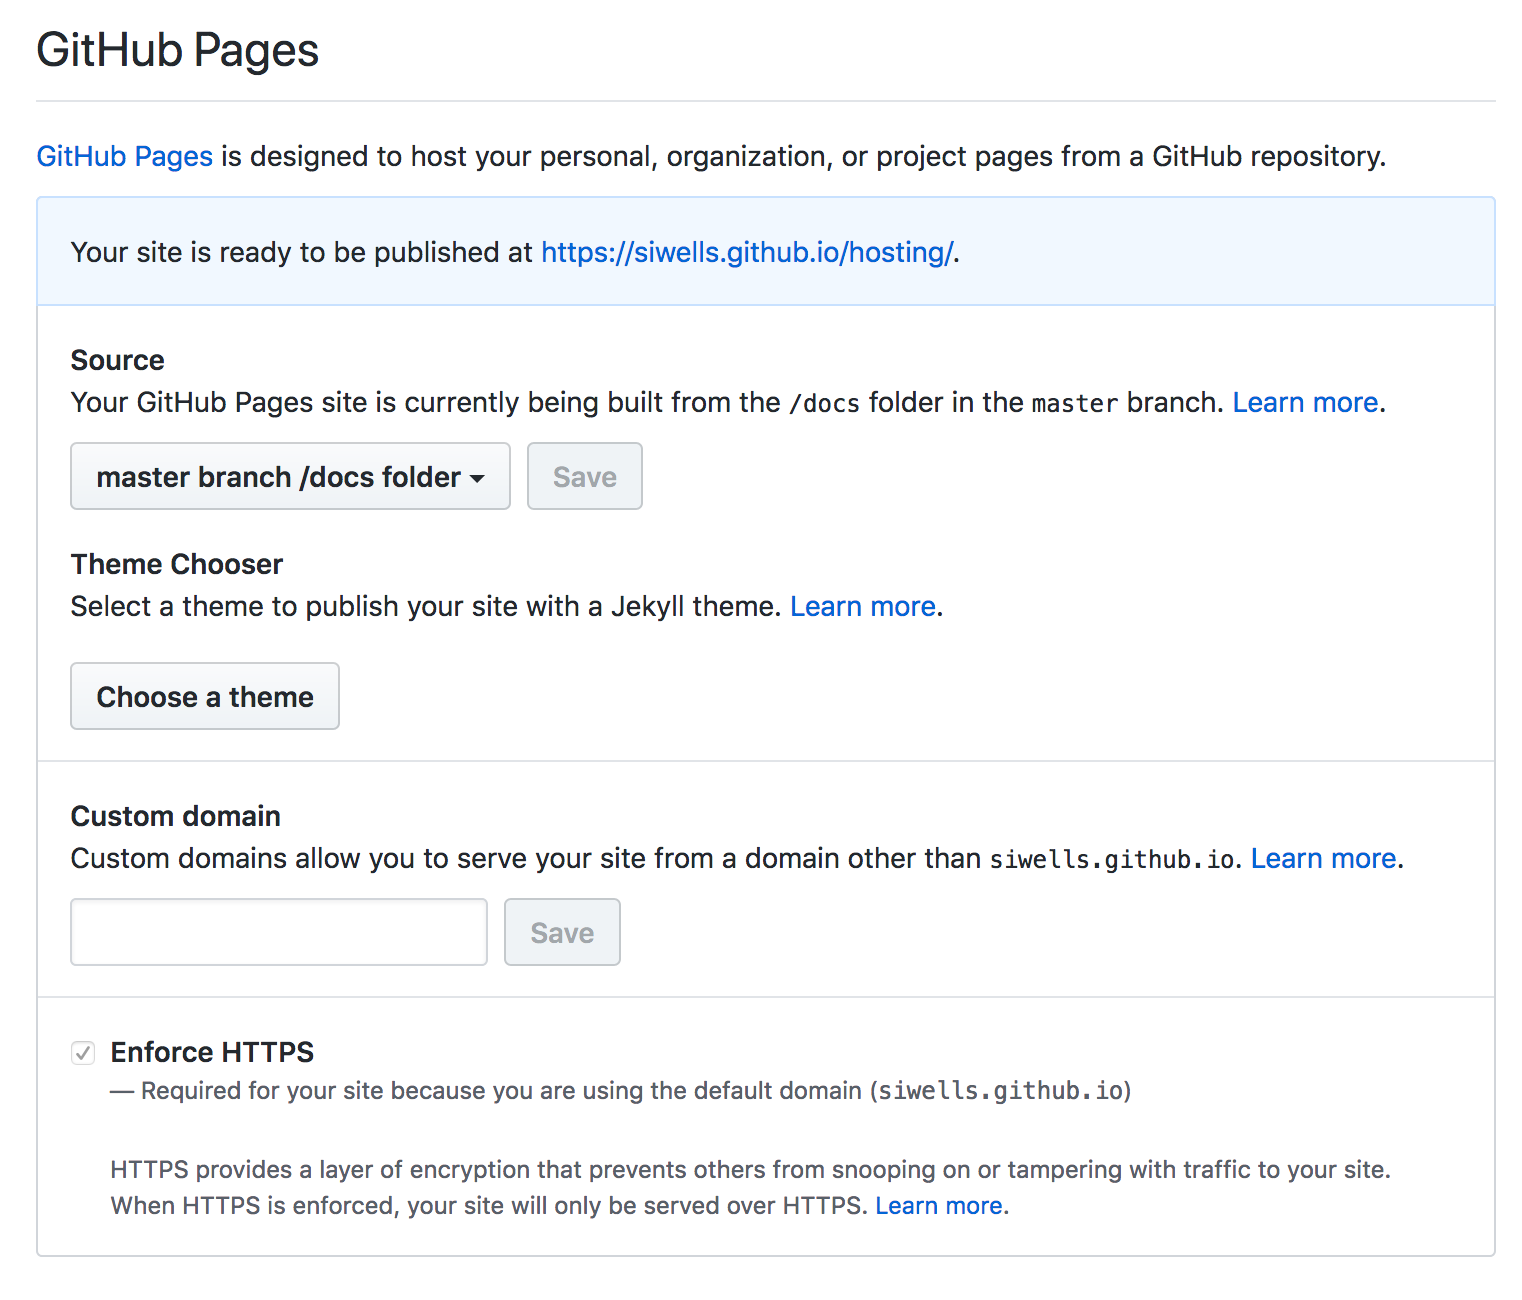 GitHub Pages
GitHub Pages is designed to host your personal, organization, or project pages from a GitHub repository.
Your site is ready to be published at https://siwells.github.io/hosting/.
Source
Your GitHub Pages site is currently being built from the /docs folder in the master branch. Learn more.
master branch /docs folder
Save
Theme Chooser
Select a theme to publish your site with a Jekyll theme. Learn more.
Choose a theme
Custom domain
Custom domains allow you to serve your site from a domain other than siwells.github.io. Learn more.
Save
Enforce HTTPS
— Required for your site because you are using the default domain (siwells.github.io)
HTTPS provides a layer of encryption that prevents others from snooping on or tampering with traffic to your site.
When HTTPS is enforced, your site will only be served over HTTPS. Learn more.